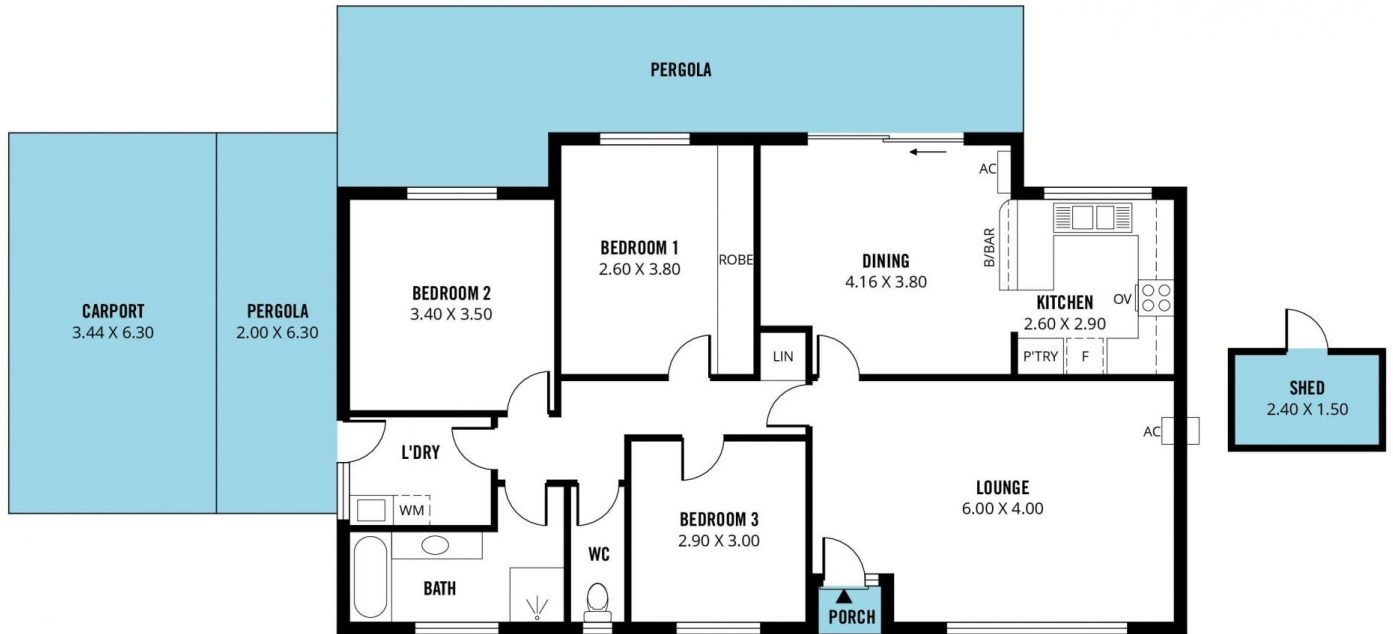 PERGOLA
CARPORT
3.44 X 6.30
PERGOLA
2.00 X 6.30
BEDROOM 2
3.40 X 3.50
BEDROOM 1
2.60 X 3.80
ROBE
DINING
4.16 X 3.80
AC
B/BAR
KITCHEN
2.60 X 2.90
OV
P'TRY
F
LIN
SHED
2.40 X 1.50
L'DRY
WM
BATH
WC
BEDROOM 3
2.90 X 3.00
LOUNGE
6.00 X 4.00
AC
PORCH